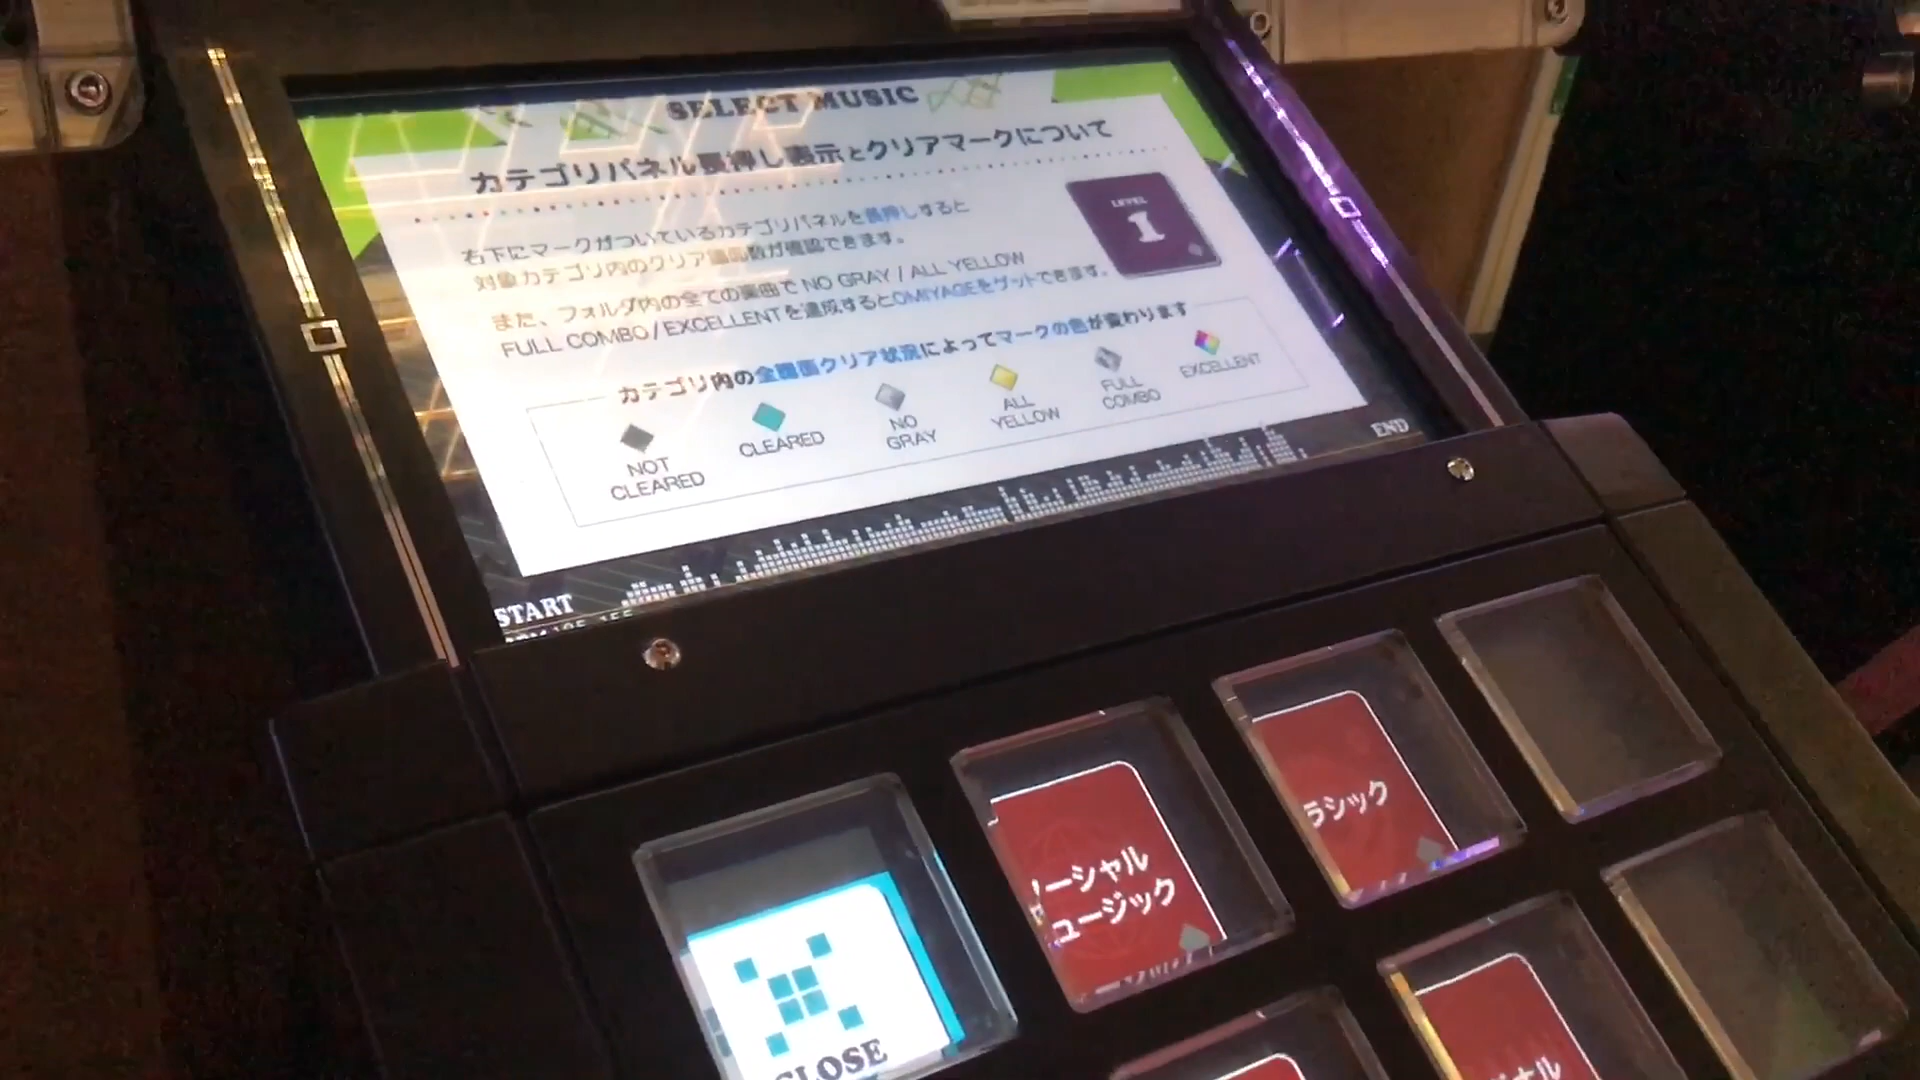 SELECT MUSIC
カテゴリパネル長押し表示とクリアマークについて
右下にマークがついているカテゴリパネルを長押しすると
対象カテゴリ内のクリア譜面数が確認できます。
また、フォルダ内の全ての楽曲で NO GRAY / ALL YELLOW
FULL COMBO / EXCELLENTを達成するとOMIYAGEをゲットできます。
LEVEL
1
カテゴリ内の全譜面クリア状況によってマークの色が変わります
NOT
CLEARED
CLEARED
NO
GRAY
ALL
YELLOW
FULL
COMBO
EXCELLENT
START
END
ーシャル
ュージック
ラシック
CLOSE
ナル